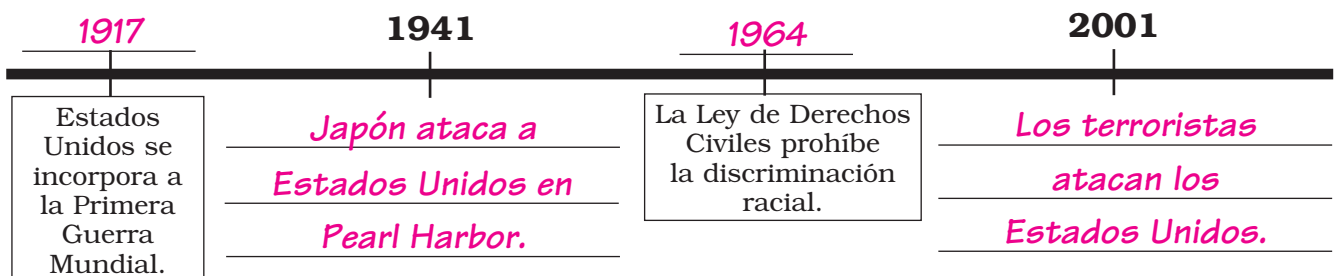 1917
Estados
Unidos se
incorpora a
la Primera
Guerra
Mundial.
1941
Japón ataca a
Estados Unidos en
Pearl Harbor.
1964
La Ley de Derechos
Civiles prohíbe
la discriminación
racial.
2001
Los terroristas
atacan los
Estados Unidos.